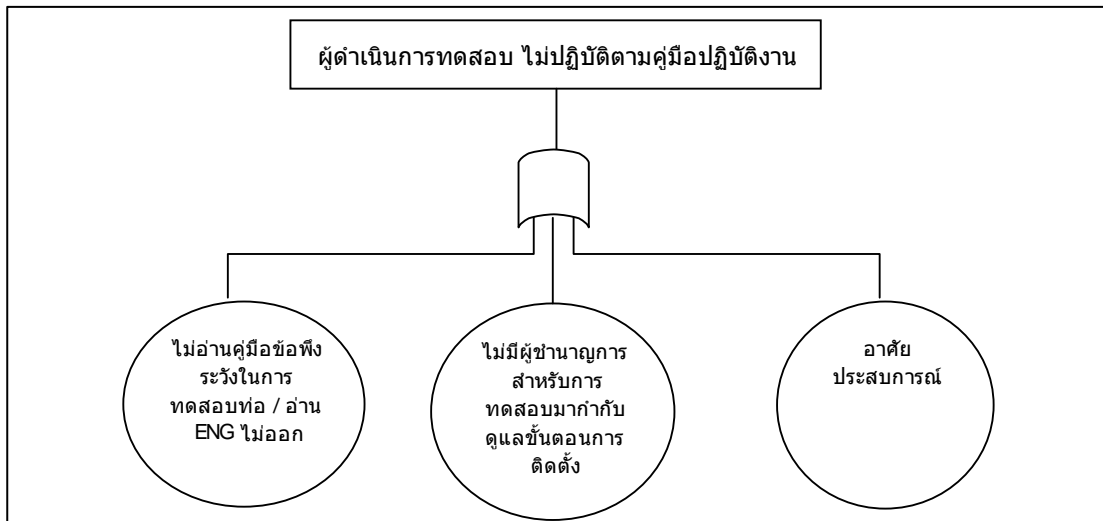 ผู้ดำเนินการทดสอบ ไม่ปฏิบัติตามคู่มือปฏิบัติงาน
ไม่อ่านคู่มือข้อพึง
ระวังในการ
ทดสอบท่อ / อ่าน
ENG ไม่ออก
ไม่มีผู้ชำนาญการ
สำหรับการ
ทดสอบมากำกับ
ดูแลขั้นตอนการ
ติดตั้ง
อาศัย
ประสบการณ์